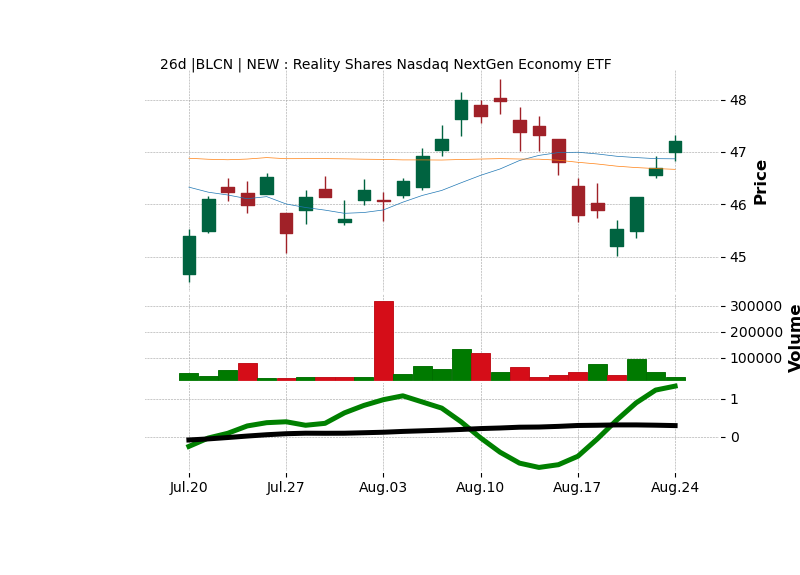 26d |BLCN | NEW : Reality Shares Nasdaq NextGen Economy ETF
48
47
46
45
Price
300000
200000
100000
Volume
1
0
Jul.20 Jul.27 Aug.03 Aug.10 Aug.17 Aug.24